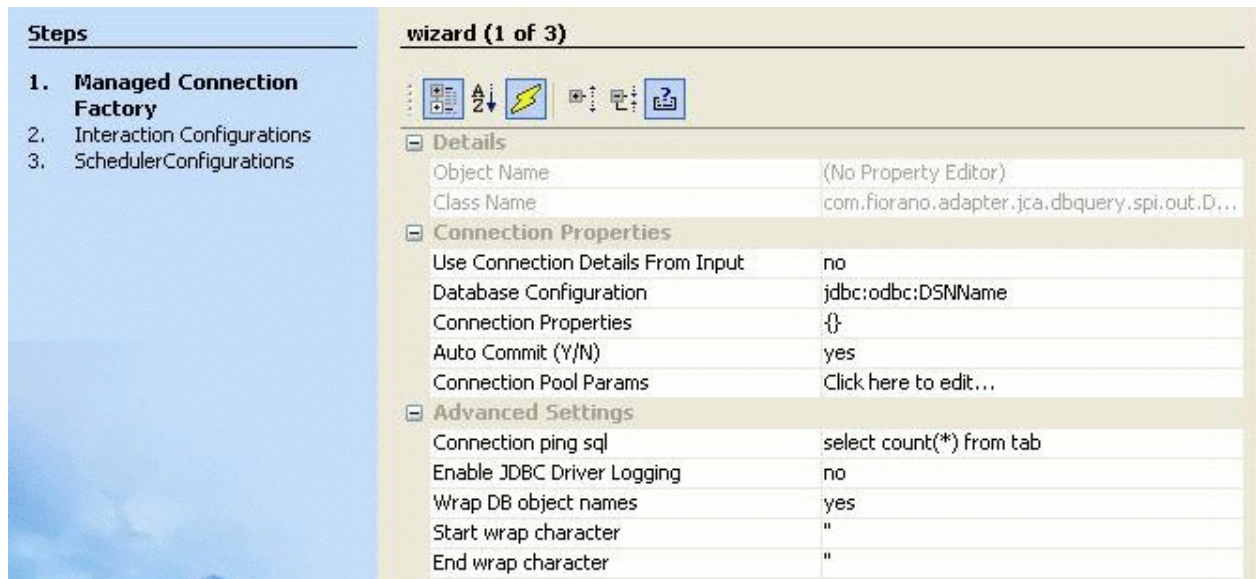 Steps
1. Managed Connection
Factory
2. Interaction Configurations
3. SchedulerConfigurations
wizard (1 of 3)
Details
Object Name (No Property Editor)
Class Name com.fiorano.adapter.jca.dbquery.spi.out.D...
Connection Properties
Use Connection Details From Input no
Database Configuration jdbc:odbc:DSNName
Connection Properties {}
Auto Commit (Y/N) yes
Connection Pool Params Click here to edit...
Advanced Settings
Connection ping sql select count(*) from tab
Enable JDBC Driver Logging no
Wrap DB object names yes
Start wrap character "
End wrap character "